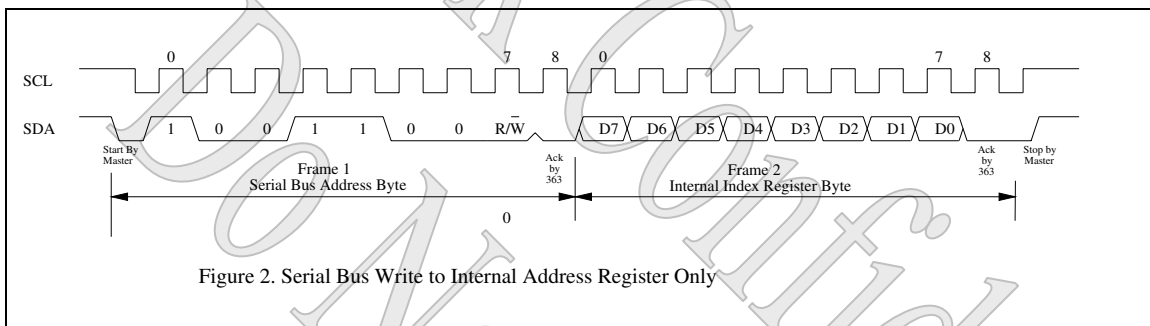 0 7 8 0 7 8
SCL
SDA 1 0 0 1 1 0 0 R/W̅ D7 D6 D5 D4 D3 D2 D1 D0
Start By
Master
Ack
by
363
Ack
by
363
Stop by
Master
Frame 1
Serial Bus Address Byte
Frame 2
Internal Index Register Byte
0
Figure 2. Serial Bus Write to Internal Address Register Only